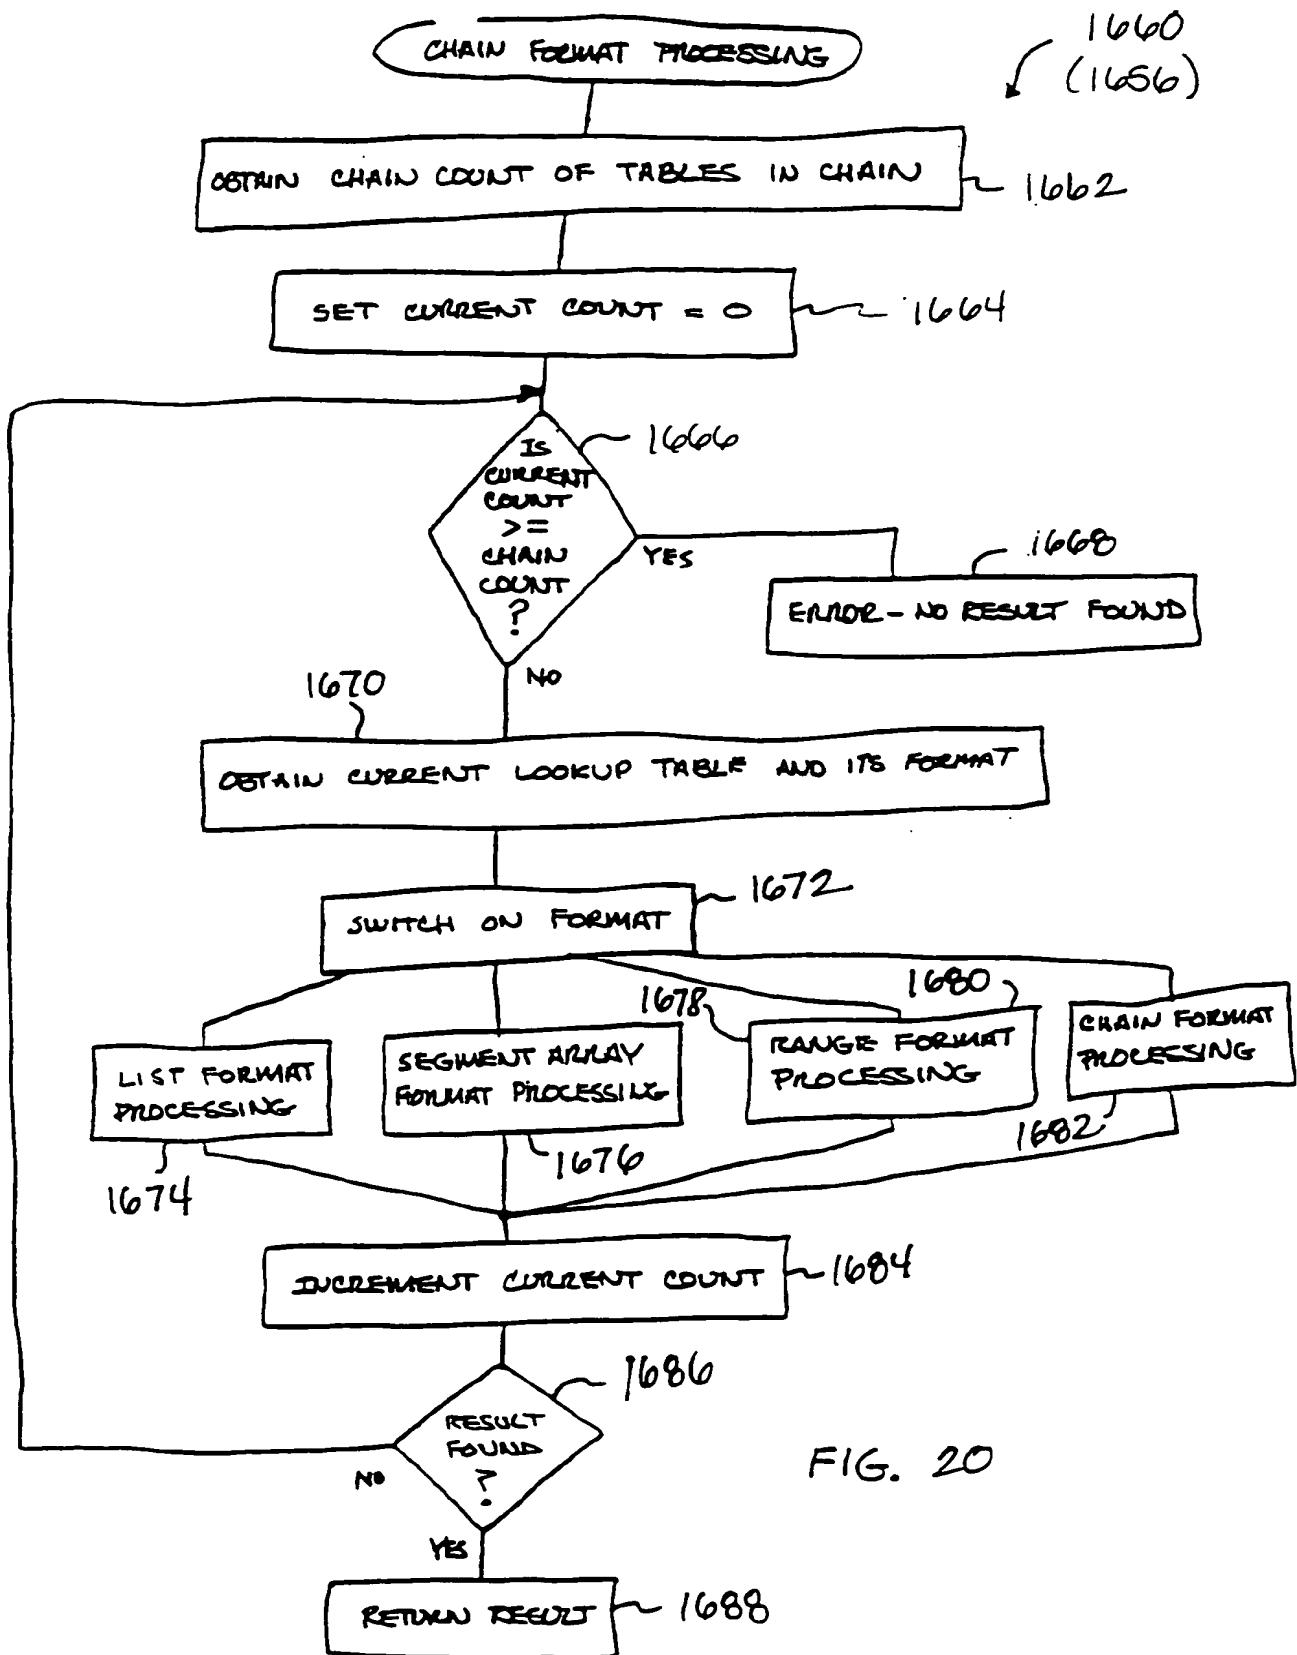 CHAIN FORMAT PROCESSING
1660
(1656)
OBTAIN CHAIN COUNT OF TABLES IN CHAIN
1662
SET CURRENT COUNT = 0
1664
IS
CURRENT
COUNT
>=
CHAIN
COUNT
?
1666
YES
1668
ERROR - NO RESULT FOUND
NO
1670
OBTAIN CURRENT LOOKUP TABLE AND ITS FORMAT
1672
SWITCH ON FORMAT
1678
1680
LIST FORMAT
PROCESSING
SEGMENT ARRAY
FORMAT PROCESSING
RANGE FORMAT
PROCESSING
CHAIN FORMAT
PROCESSING
1674
1676
1682
INCREMENT CURRENT COUNT
1684
1686
RESULT
FOUND
?
NO
YES
FIG. 20
RETURN RESULT
1688